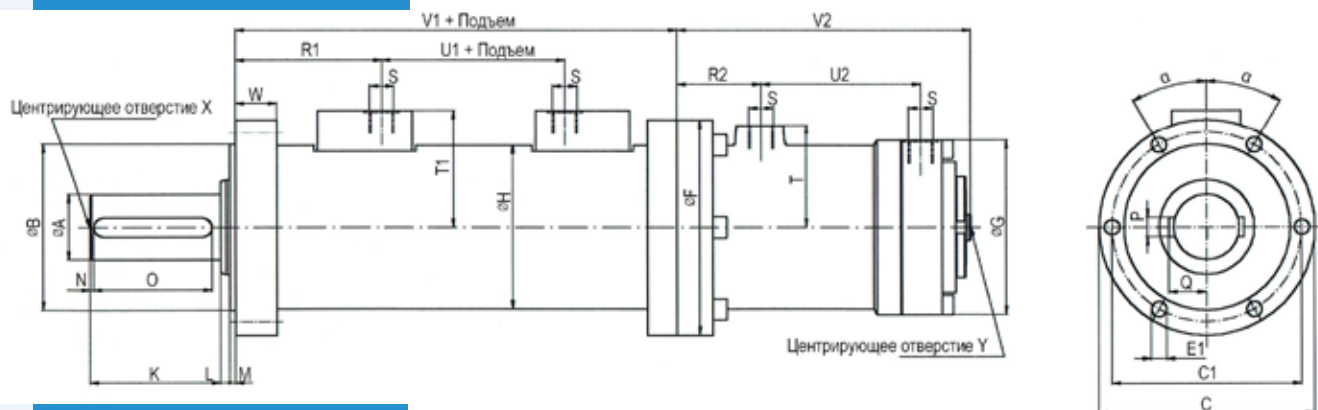 V1 + Подъем
V2
R1
U1 + Подъем
R2
U2
S
S
S
S
W
α
α
Центрирующее отверстие X
T1
T
øB
øA
øH
øF
øG
P
Q
N
O
Центрирующее отверстие Y
E1
K
L
M
C1
C